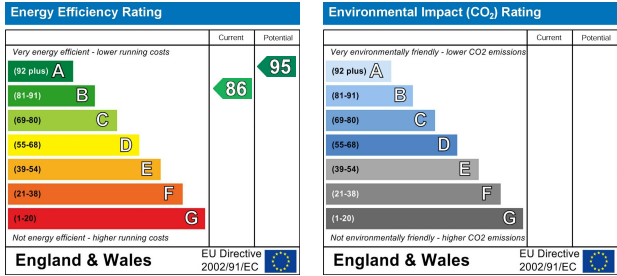 Energy Efficiency Rating
Current Potential
Very energy efficient - lower running costs
(92 plus) A
(81-91) B
(69-80) C
(55-68) D
(39-54) E
(21-38) F
(1-20) G
86
95
Not energy efficient - higher running costs
England & Wales
EU Directive
2002/91/EC
Environmental Impact (CO2) Rating
Current Potential
Very environmentally friendly - lower CO2 emissions
(92 plus) A
(81-91) B
(69-80) C
(55-68) D
(39-54) E
(21-38) F
(1-20) G
Not environmentally friendly - higher CO2 emissions
England & Wales
EU Directive
2002/91/EC